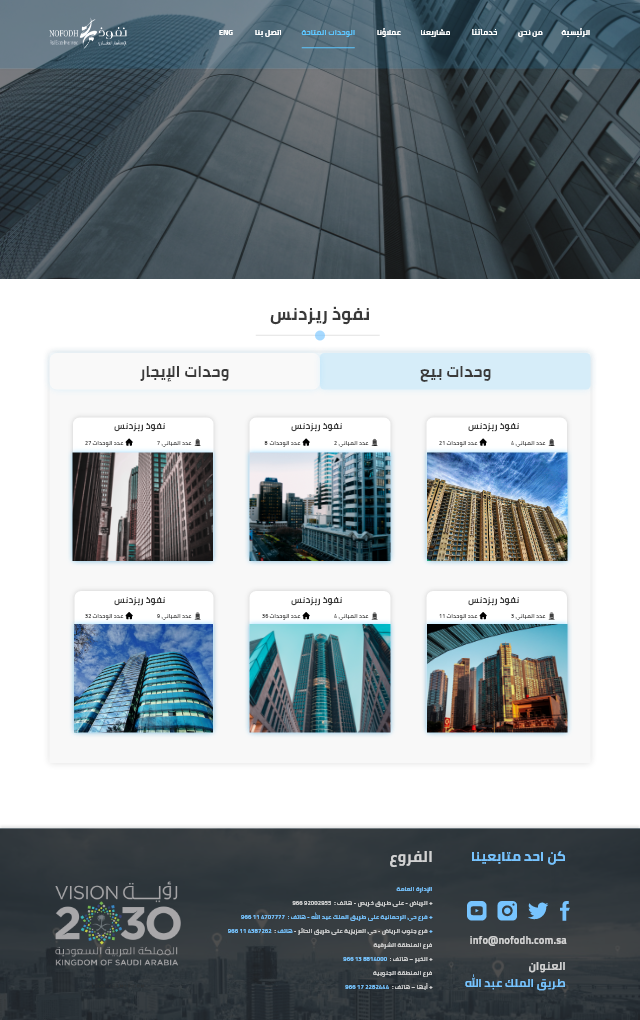 الرئيسية
من نحن
خدماتنا
مشاريعنا
عملاؤنا
الوحدات المتاحة
اتصل بنا
ENG
نفوذ
NOFODH
نفوذ ريزدنس
وحدات بيع
وحدات الإيجار
نفوذ ريزدنس
عدد المباني 4
عدد الوحدات 21
نفوذ ريزدنس
عدد المباني 2
عدد الوحدات 8
نفوذ ريزدنس
عدد المباني 7
عدد الوحدات 27
نفوذ ريزدنس
عدد المباني 3
عدد الوحدات 11
نفوذ ريزدنس
عدد المباني 4
عدد الوحدات 36
نفوذ ريزدنس
عدد المباني 9
عدد الوحدات 32
كن احد متابعينا
info@nofodh.com.sa
العنوان
طريق الملك عبد الله
الفروع
الإدارة العامة
• الرياض - على طريق خريص - هاتف : 92002955 966
• فرع حي الرحمانية على طريق الملك عبد الله - هاتف : 4707777 11 966
• فرع جنوب الرياض - حي العزيزية على طريق الحائر - هاتف : 4387262 11 966
فرع المنطقة الشرقية
• الخبر – هاتف : 8814000 13 966
فرع المنطقة الجنوبية
• أبها – هاتف : 2282444 17 966
VISION رؤيـــة
2030
المملكة العربية السعودية
KINGDOM OF SAUDI ARABIA